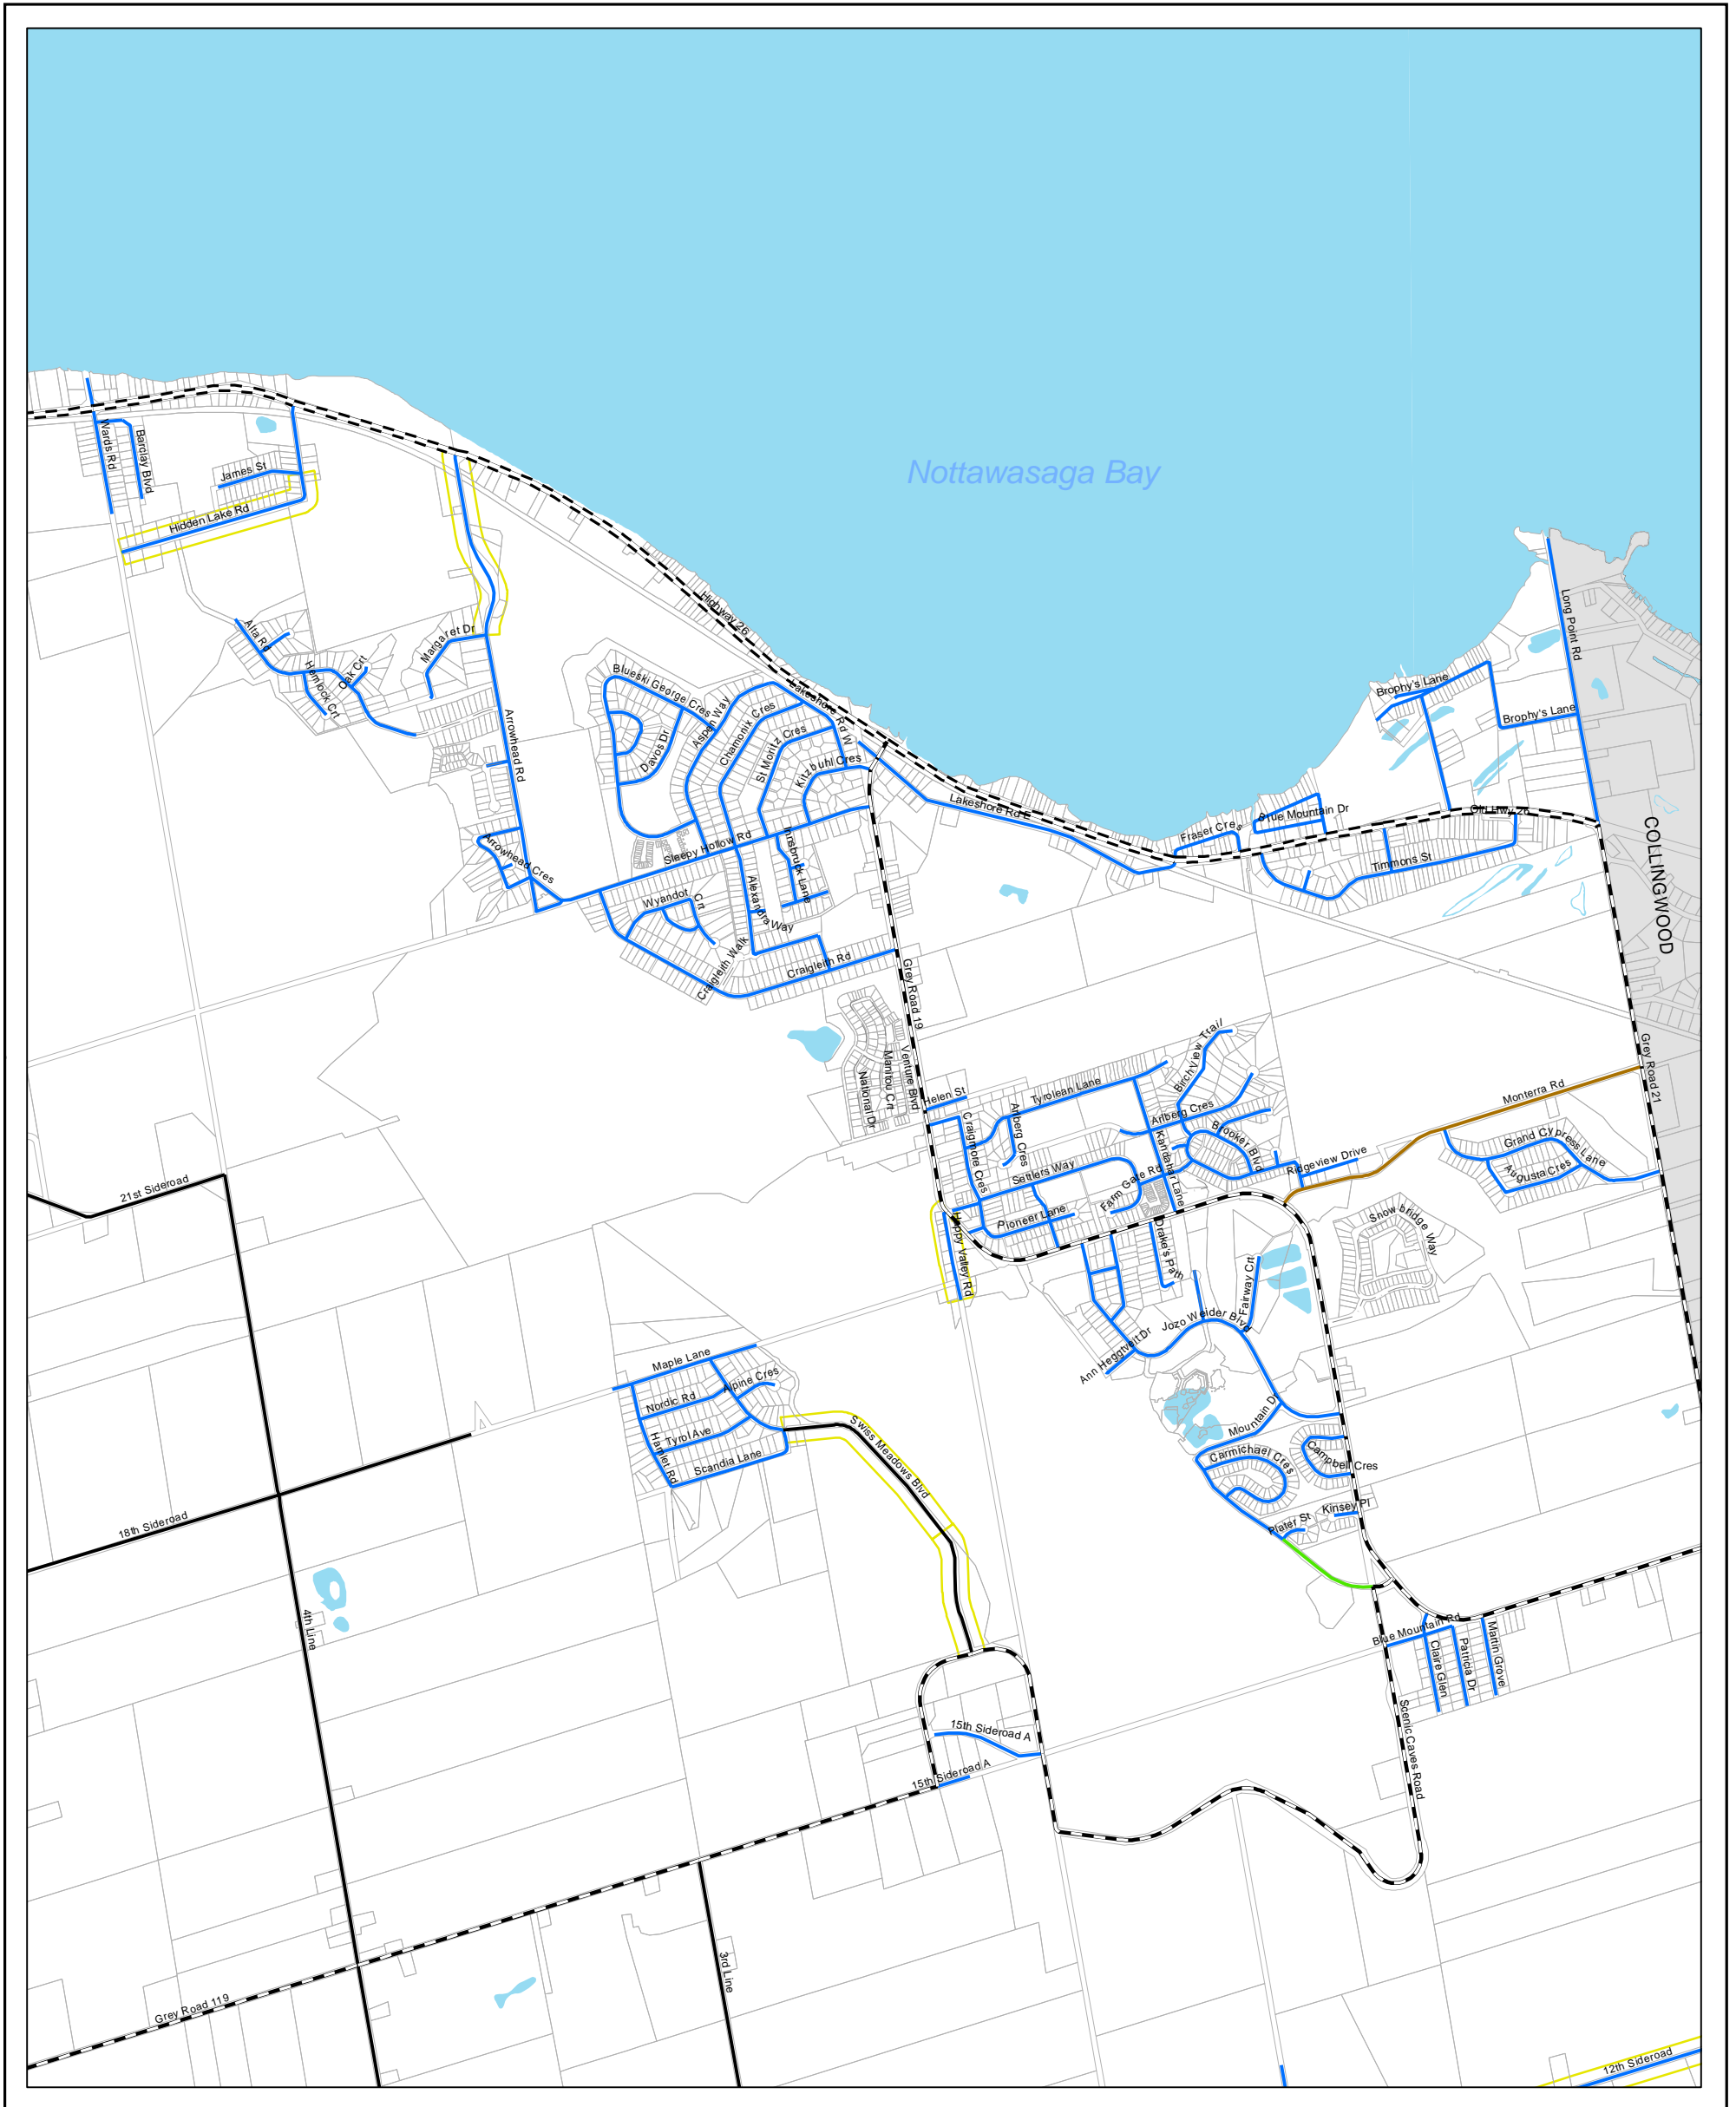 Nottawasaga Bay
Wards Rd
Barclay Blvd
James St
Hidden Lake Rd
Highway 26
Long Point Rd
Alta Rd
Margaret Dr
Hemlock Crt
Oak Crt
Arrowhead Rd
Blueski George Cres
Aspen Way
Davos Dr
Chamonix Cres
Lakeshore Rd W
St Moritz Cres
Kitzbuhl Cres
Brophy's Lane
Brophy's Lane
Lakeshore Rd E
Fraser Cres
Brue Mountain Dr
Timmons St
COLLINGWOOD
Arrowhead Cres
Sleepy Hollow Rd
Innsbruck Lane
Alexandra Way
Wyandot Crt
Craigleith Walk
Craigleith Rd
Grey Road 19
Venture Blvd
Manitou Crt
National Dr
Helen St
Tyrolean Lane
Birchview Trail
Arlberg Cres
Arlberg Cres
Craigmore Cres
Kandahar Lane
Brooker Blvd
Settlers Way
Farm Gate Rd
Pioneer Lane
Ridgeview Drive
Monterra Rd
Grey Road 21
Grand Cypress Lane
Augusta Cres
Snowbridge Way
Happy Valley Rd
Drake's Path
Fairway Crt
Jozo Weider Blvd
Ann Heggtveit Dr
21st Sideroad
Maple Lane
Alpine Cres
Nordic Rd
Tyrol Ave
Hamlet Rd
Scandia Lane
Swiss Meadows Blvd
Mountain Dr
Carmichael Cres
Campbell Cres
Kinsey Pl
Plater St
18th Sideroad
4th Line
Blue Mountain Rd
Claire Glen
Patricia Dr
Martin Grove
Scenic Caves Road
15th Sideroad A
15th Sideroad A
3rd Line
Grey Road 119
12th Sideroad